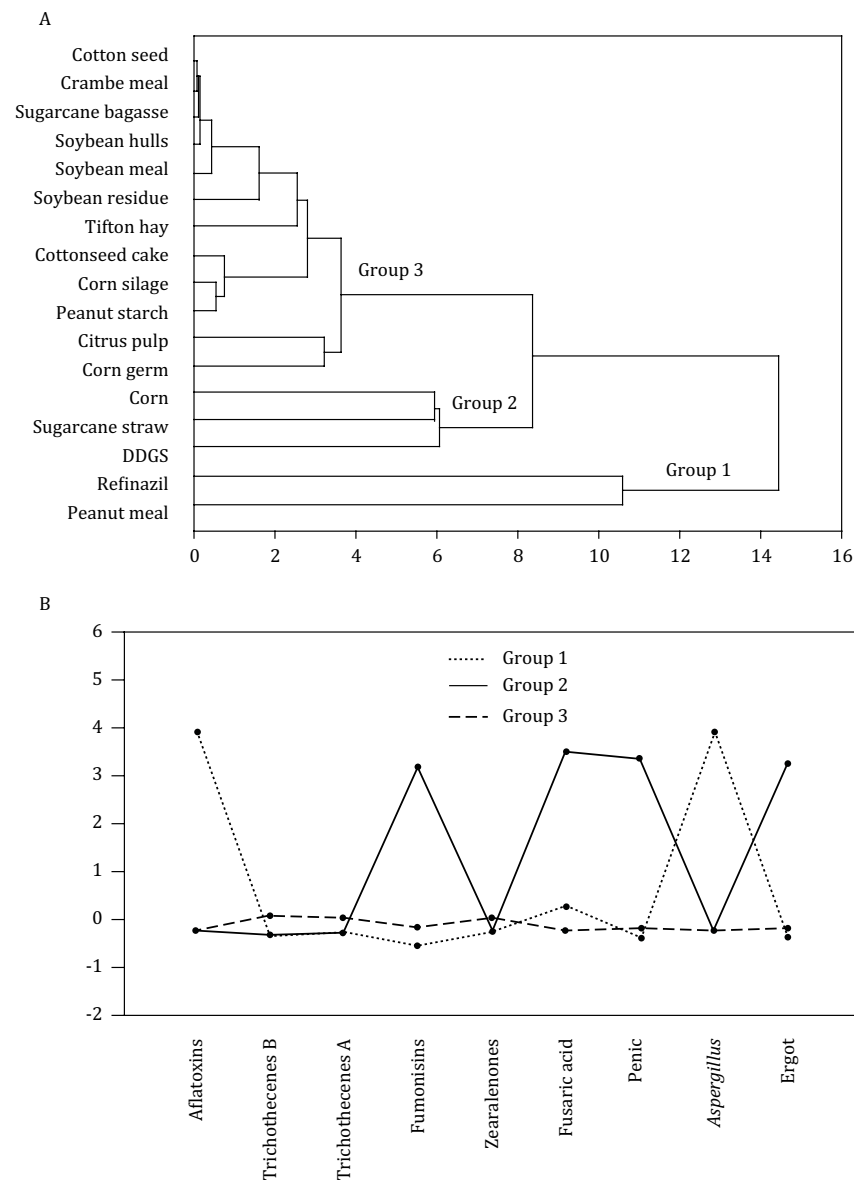 A
Cotton seed
Crambe meal
Sugarcane bagasse
Soybean hulls
Soybean meal
Soybean residue
Tifton hay
Cottonseed cake
Corn silage
Peanut starch
Citrus pulp
Corn germ
Corn
Sugarcane straw
DDGS
Refinazil
Peanut meal
Group 3
Group 2
Group 1
0 2 4 6 8 10 12 14 16
B
6
5
4
3
2
1
0
-1
-2
Group 1
Group 2
Group 3
Aflatoxins
Trichothecenes B
Trichothecenes A
Fumonisins
Zearalenones
Fusaric acid
Penic
Aspergillus
Ergot